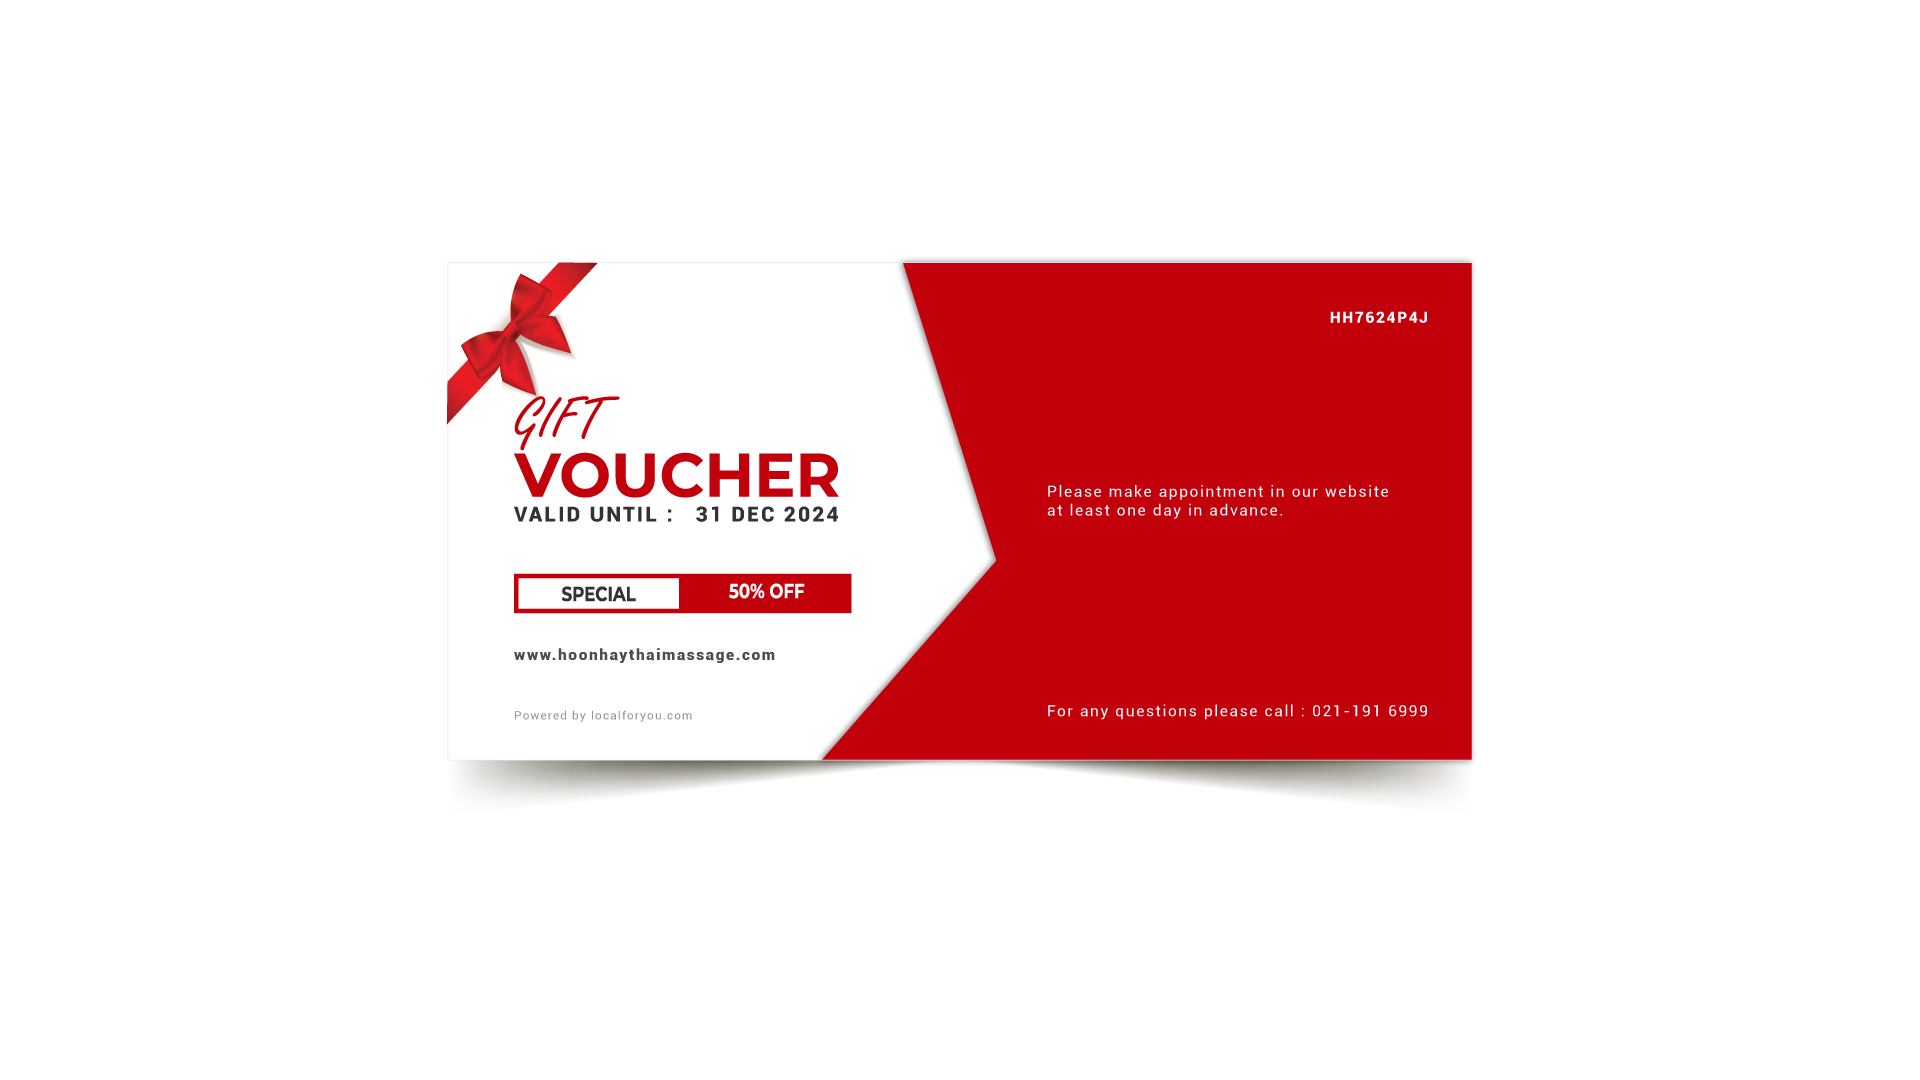 GIFT
VOUCHER
VALID UNTIL : 31 DEC 2024
SPECIAL 50% OFF
www.hoonhaythaimassage.com
Powered by localforyou.com
HH7624P4J
Please make appointment in our website
at least one day in advance.
For any questions please call : 021-191 6999